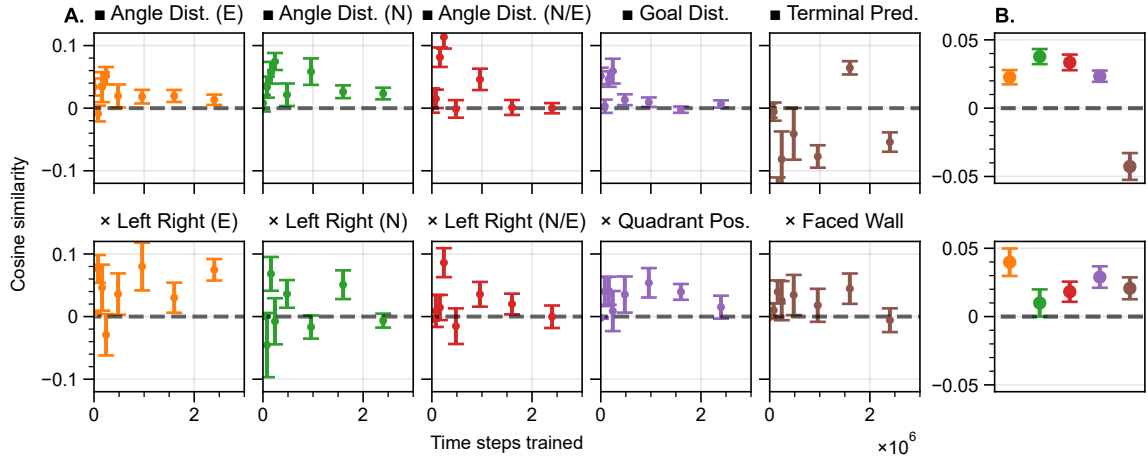 A. ■ Angle Dist. (E) ■ Angle Dist. (N) ■ Angle Dist. (N/E) ■ Goal Dist. ■ Terminal Pred. B.
0.1
0
−0.1
0.05
0
−0.05
Cosine similarity
× Left Right (E) × Left Right (N) × Left Right (N/E) × Quadrant Pos. × Faced Wall
0.1
0
−0.1
0.05
0
−0.05
0 2 0 2 0 2 0 2 0 2
Time steps trained
×10⁶